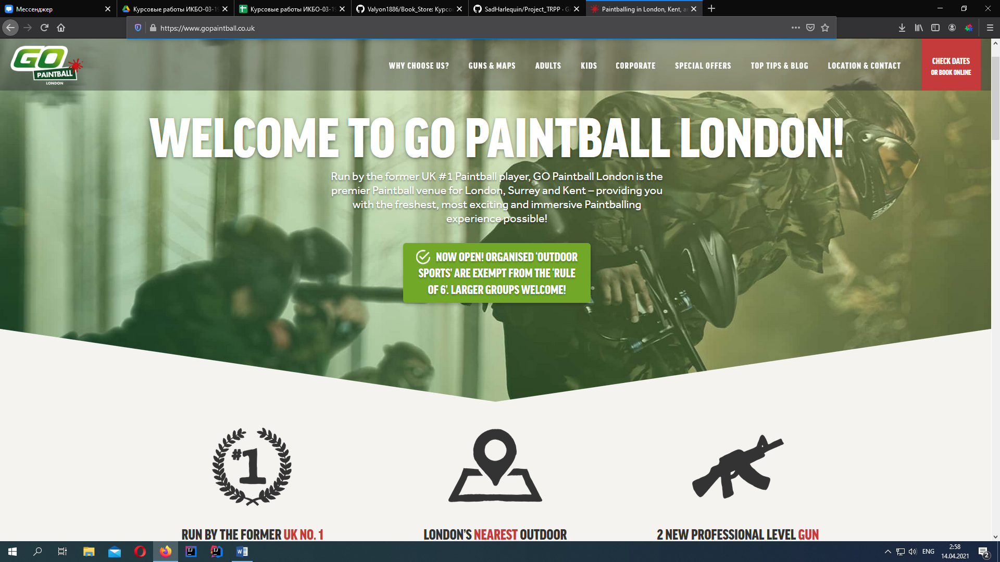 Мессенджер
Курсовые работы ИКБО-03-19
Курсовые работы ИКБО-03-19
Valyon1886/Book_Store: Курсо
SadHarlequin/Project_TRPP · G
Paintballing in London, Kent, a
https://www.gopaintball.co.uk
GO
PAINTBALL
LONDON
WHY CHOOSE US?
GUNS & MAPS
ADULTS
KIDS
CORPORATE
SPECIAL OFFERS
TOP TIPS & BLOG
LOCATION & CONTACT
CHECK DATES
OR BOOK ONLINE
WELCOME TO GO PAINTBALL LONDON!
Run by the former UK #1 Paintball player, GO Paintball London is the
premier Paintball venue for London, Surrey and Kent – providing you
with the freshest, most exciting and immersive Paintballing
experience possible!
NOW OPEN! ORGANISED ‘OUTDOOR
SPORTS’ ARE EXEMPT FROM THE ‘RULE
OF 6’. LARGER GROUPS WELCOME!
#1
RUN BY THE FORMER UK NO. 1
LONDON’S NEAREST OUTDOOR
2 NEW PROFESSIONAL LEVEL GUN
ENG
2:58
14.04.2021
2